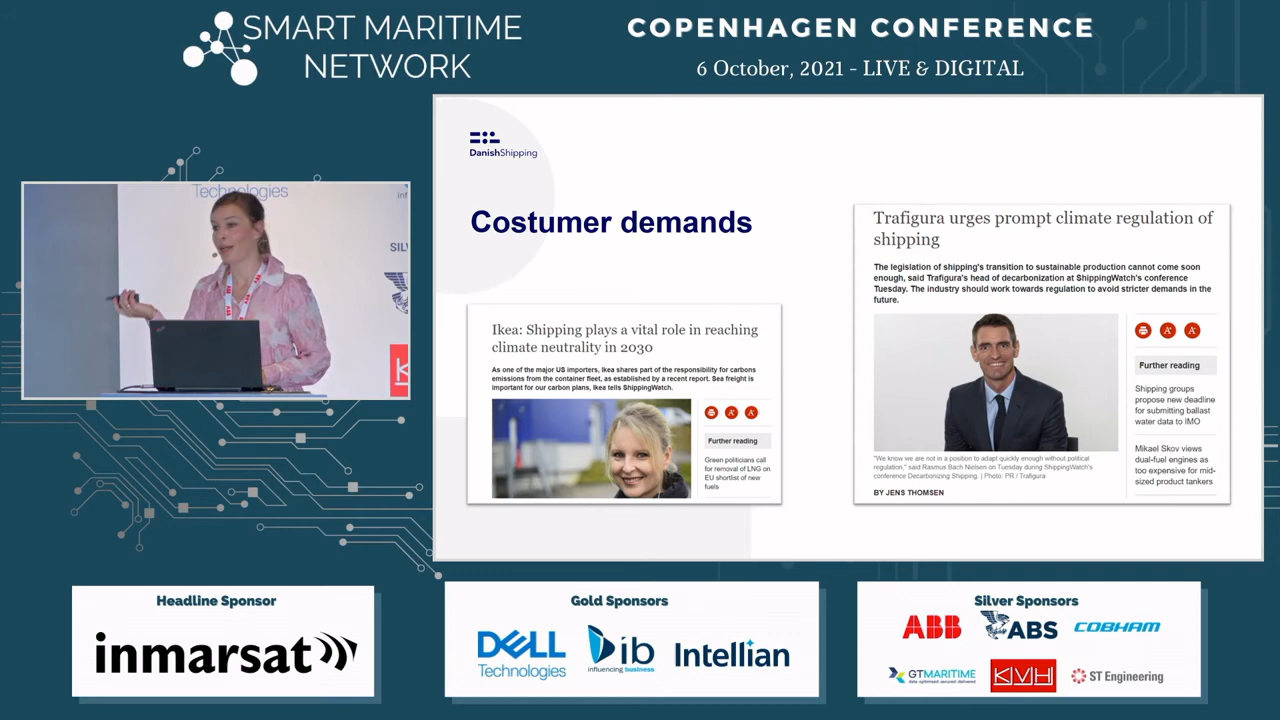 SMART MARITIME
NETWORK
COPENHAGEN CONFERENCE
6 October, 2021 - LIVE & DIGITAL
Technologies
inf
SILV
K
DanishShipping
Costumer demands
Ikea: Shipping plays a vital role in reaching
climate neutrality in 2030
As one of the major US importers, Ikea shares part of the responsibility for carbons
emissions from the container fleet, as established by a recent report. Sea freight is
important for our carbon plans, Ikea tells ShippingWatch.
Further reading
Green politicians call
for removal of LNG on
EU shortlist of new
fuels
Trafigura urges prompt climate regulation of
shipping
The legislation of shipping's transition to sustainable production cannot come soon
enough, said Trafigura's head of decarbonization at ShippingWatch's conference
Tuesday. The industry should work towards regulation to avoid stricter demands in the
future.
Further reading
Shipping groups
propose new deadline
for submitting ballast
water data to IMO
Mikael Skov views
dual-fuel engines as
too expensive for mid-
sized product tankers
"We know we are not in a position to adapt quickly enough without political
regulation," said Rasmus Bach Nielsen on Tuesday during ShippingWatch's
conference Decarbonizing Shipping. | Photo: PR / Trafigura
BY JENS THOMSEN
Headline Sponsor
inmarsat
Gold Sponsors
DELL
Technologies
Dib
influencing business
Intellian
Silver Sponsors
ABB
ABS
COBHAM
GTMARITIME
data optimised secured delivered
KVH
ST Engineering